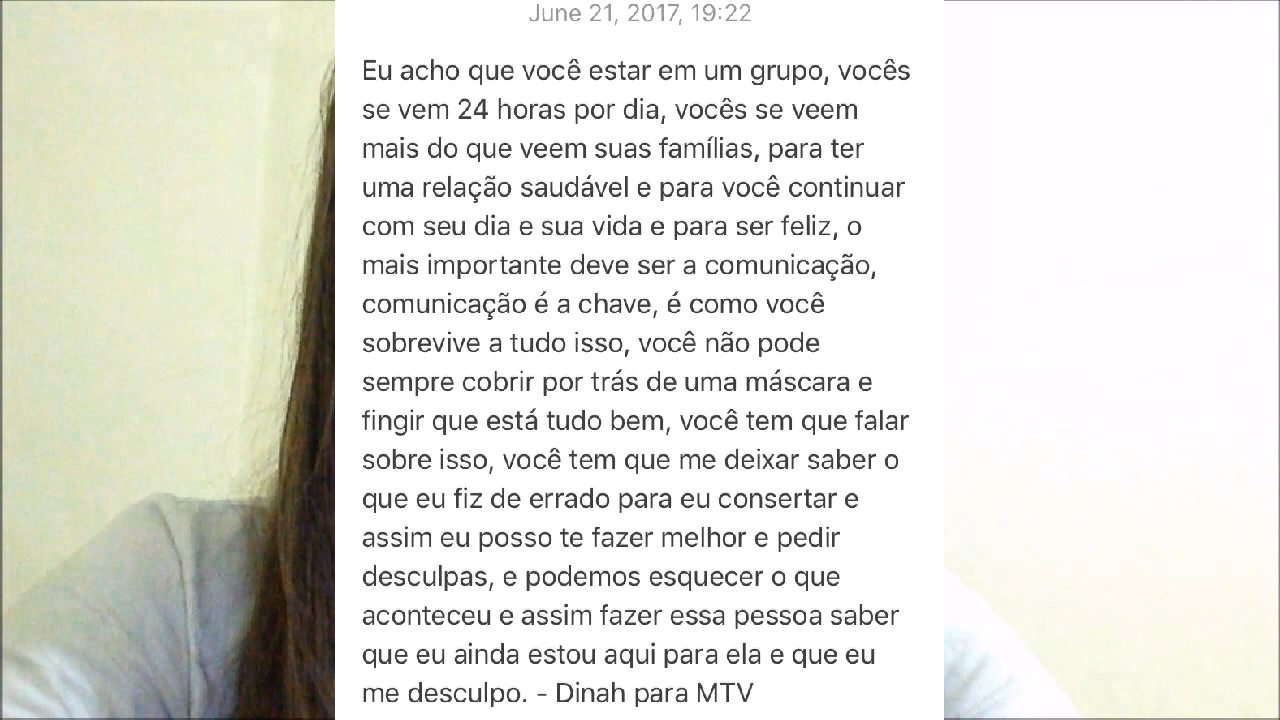 June 21, 2017, 19:22
Eu acho que você estar em um grupo, vocês
se vem 24 horas por dia, vocês se veem
mais do que veem suas famílias, para ter
uma relação saudável e para você continuar
com seu dia e sua vida e para ser feliz, o
mais importante deve ser a comunicação,
comunicação é a chave, é como você
sobrevive a tudo isso, você não pode
sempre cobrir por trás de uma máscara e
fingir que está tudo bem, você tem que falar
sobre isso, você tem que me deixar saber o
que eu fiz de errado para eu consertar e
assim eu posso te fazer melhor e pedir
desculpas, e podemos esquecer o que
aconteceu e assim fazer essa pessoa saber
que eu ainda estou aqui para ela e que eu
me desculpo. - Dinah para MTV